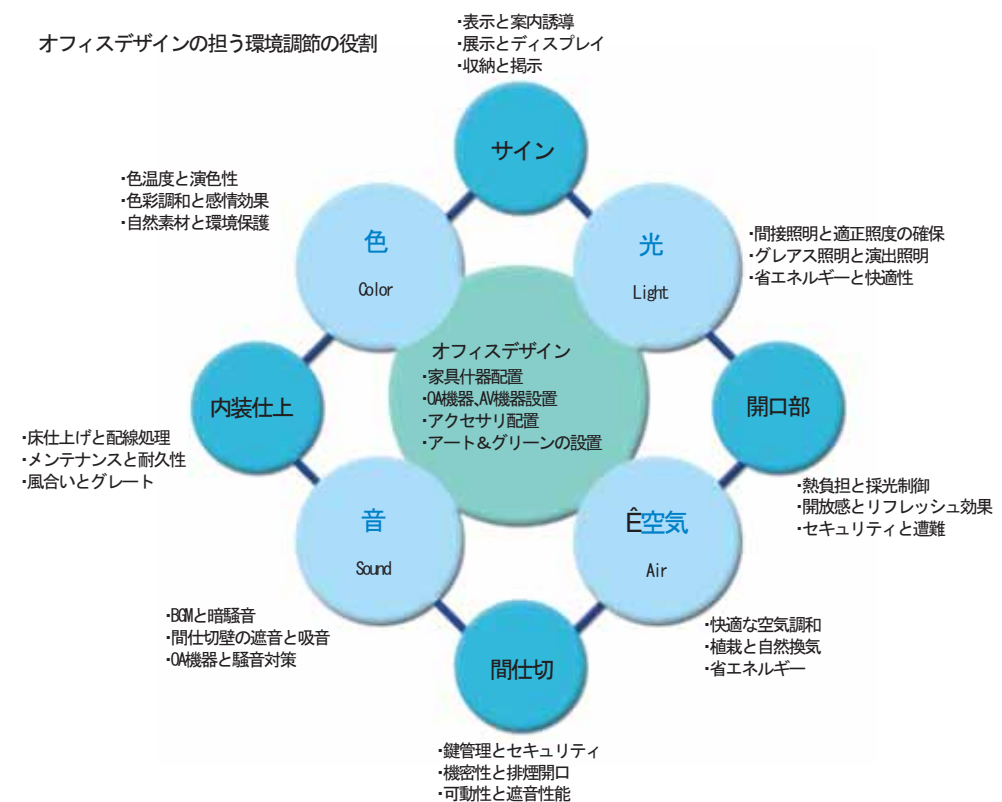 オフィスデザインの担う環境調節の役割
・表示と案内誘導
・展示とディスプレイ
・収納と掲示
サイン
・色温度と演色性
・色彩調和と感情効果
・自然素材と環境保護
色
Color
光
Light
・間接照明と適正照度の確保
・グレアス照明と演出照明
・省エネルギーと快適性
オフィスデザイン
・家具什器配置
・OA機器、AV機器設置
・アクセサリ配置
・アート＆グリーンの設置
内装仕上
・床仕上げと配線処理
・メンテナンスと耐久性
・風合いとグレート
開口部
・熱負担と採光制御
・開放感とリフレッシュ効果
・セキュリティと遭難
音
Sound
・BGMと暗騒音
・間仕切壁の遮音と吸音
・OA機器と騒音対策
Ê空気
Air
・快適な空気調和
・植栽と自然換気
・省エネルギー
間仕切
・鍵管理とセキュリティ
・機密性と排煙開口
・可動性と遮音性能